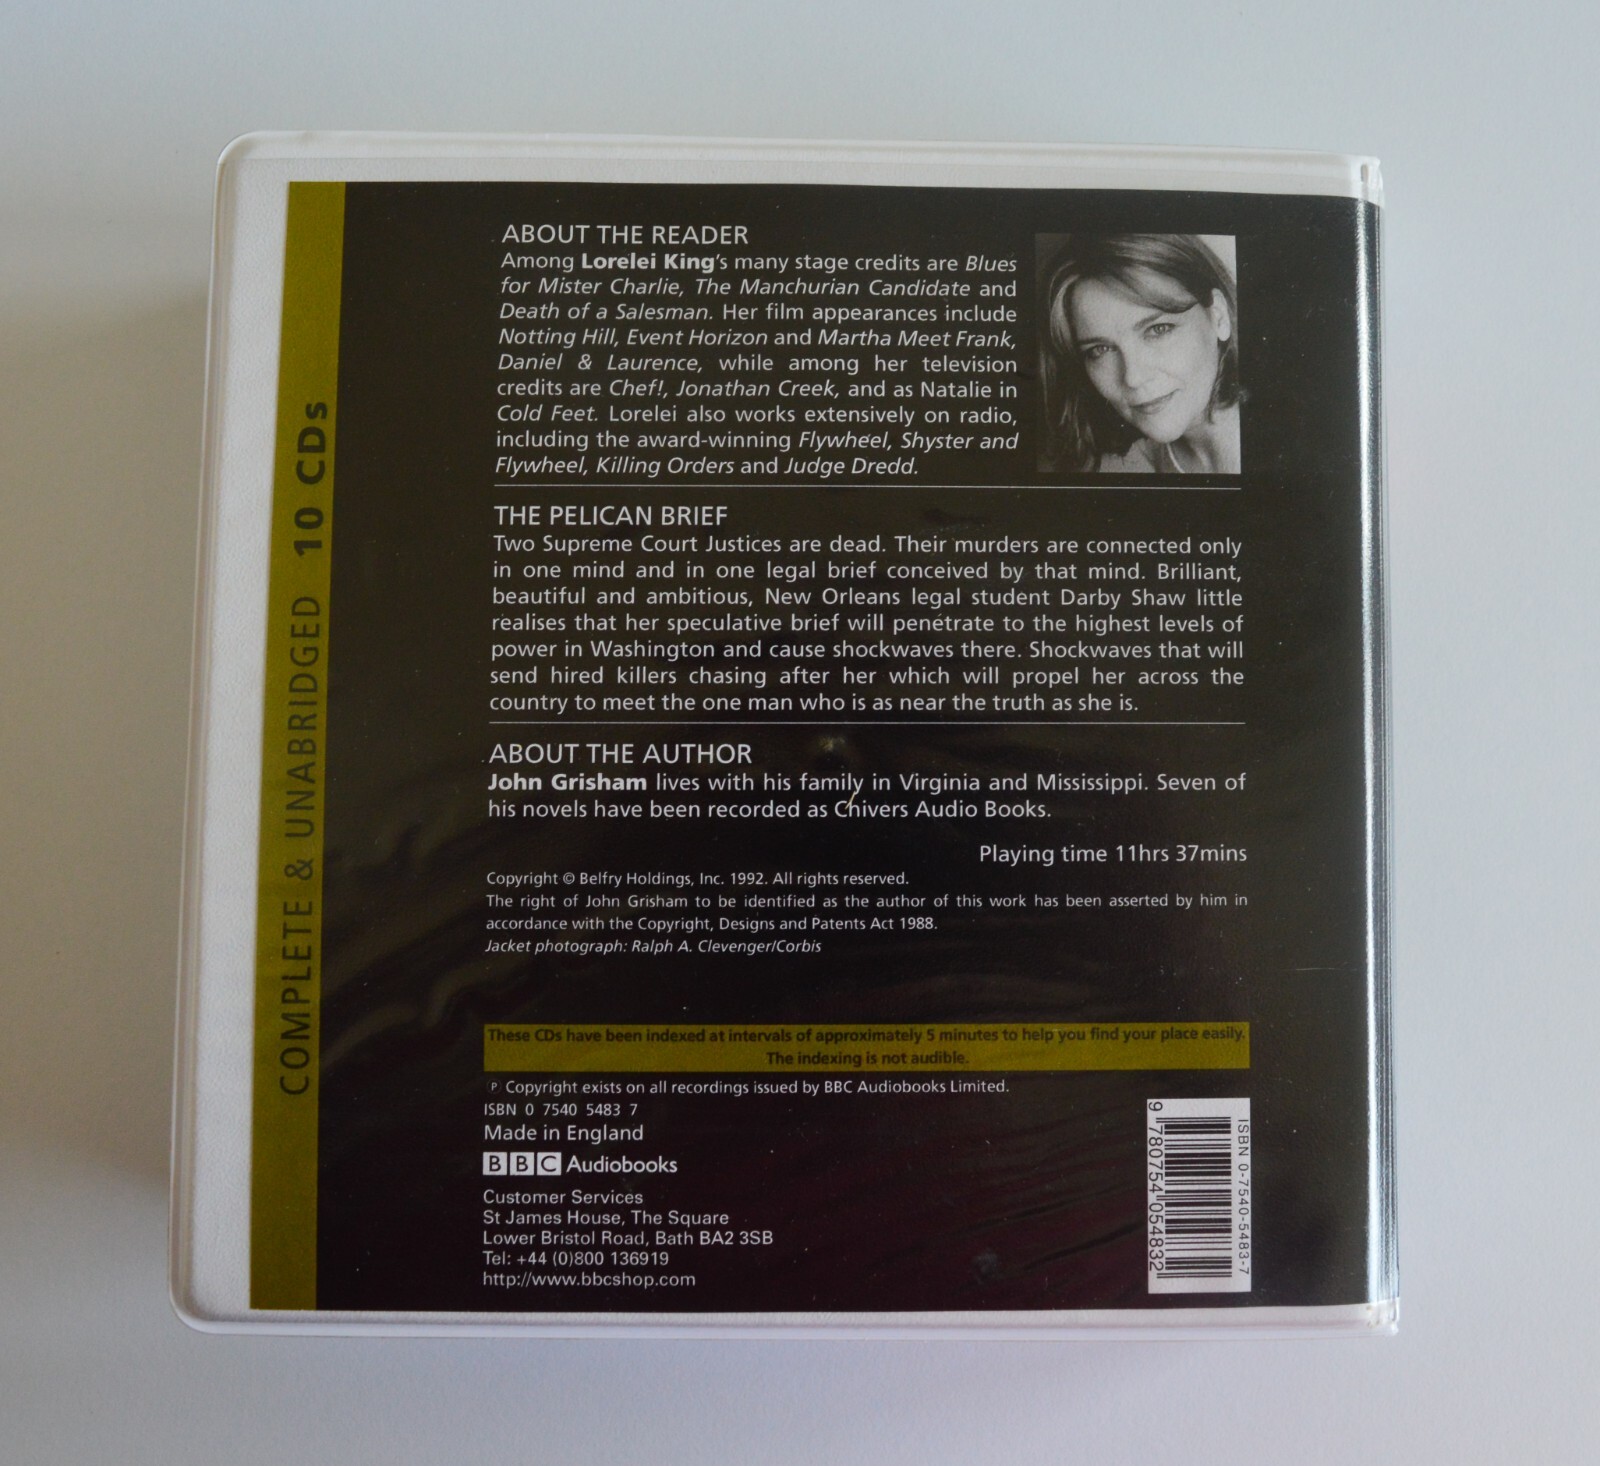 COMPLETE & UNABRIDGED 10 CDs
ABOUT THE READER
Among Lorelei King's many stage credits are Blues
for Mister Charlie, The Manchurian Candidate and
Death of a Salesman. Her film appearances include
Notting Hill, Event Horizon and Martha Meet Frank,
Daniel & Laurence, while among her television
credits are Chef!, Jonathan Creek, and as Natalie in
Cold Feet. Lorelei also works extensively on radio,
including the award-winning Flywheel, Shyster and
Flywheel, Killing Orders and Judge Dredd.
THE PELICAN BRIEF
Two Supreme Court Justices are dead. Their murders are connected only
in one mind and in one legal brief conceived by that mind. Brilliant,
beautiful and ambitious, New Orleans legal student Darby Shaw little
realises that her speculative brief will penetrate to the highest levels of
power in Washington and cause shockwaves there. Shockwaves that will
send hired killers chasing after her which will propel her across the
country to meet the one man who is as near the truth as she is.
ABOUT THE AUTHOR
John Grisham lives with his family in Virginia and Mississippi. Seven of
his novels have been recorded as Chivers Audio Books.
Playing time 11hrs 37mins
Copyright © Belfry Holdings, Inc. 1992. All rights reserved.
The right of John Grisham to be identified as the author of this work has been asserted by him in
accordance with the Copyright, Designs and Patents Act 1988.
Jacket photograph: Ralph A. Clevenger/Corbis
These CDs have been indexed at intervals of approximately 5 minutes to help you find your place easily.
The indexing is not audible.
℗ Copyright exists on all recordings issued by BBC Audiobooks Limited.
ISBN 0 7540 5483 7
Made in England
BBC Audiobooks
Customer Services
St James House, The Square
Lower Bristol Road, Bath BA2 3SB
Tel: +44 (0)800 136919
http://www.bbcshop.com
ISBN 0-7540-5483-7
9 780754 054832